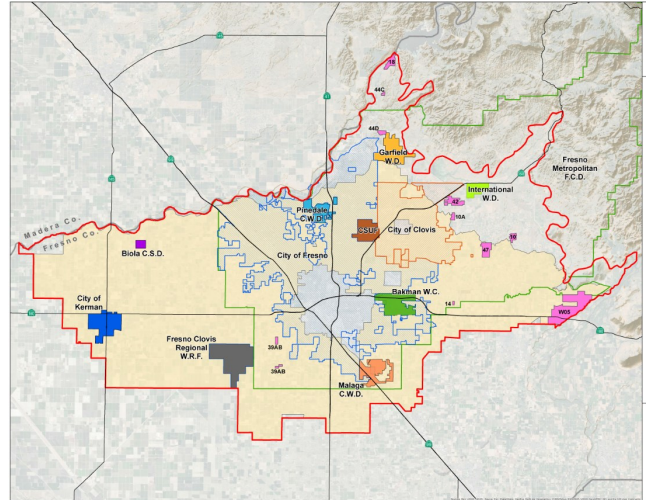 18
44C
44D
Garfield
W.D.
Fresno
Metropolitan
F.C.D.
International
W.D.
42
10A
Pinedale
C.W.D.
CSUF
City of Clovis
Madera Co.
Fresno Co.
Biola C.S.D.
City of Fresno
47
16
Bakman W.C.
14
W05
City of
Kerman
Fresno Clovis
Regional
W.R.F.
39AB
39AB
Malaga
C.W.D.